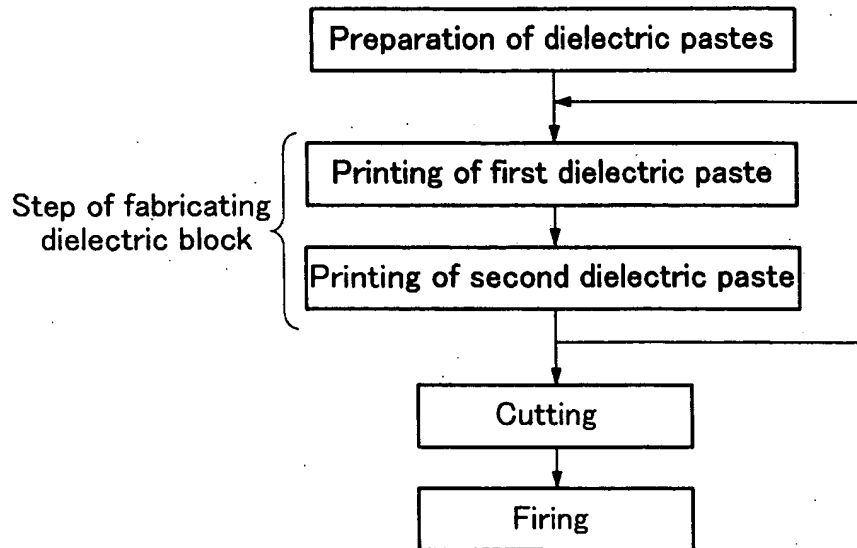 Preparation of dielectric pastes
Printing of first dielectric paste
Step of fabricating
dielectric block
Printing of second dielectric paste
Cutting
Firing